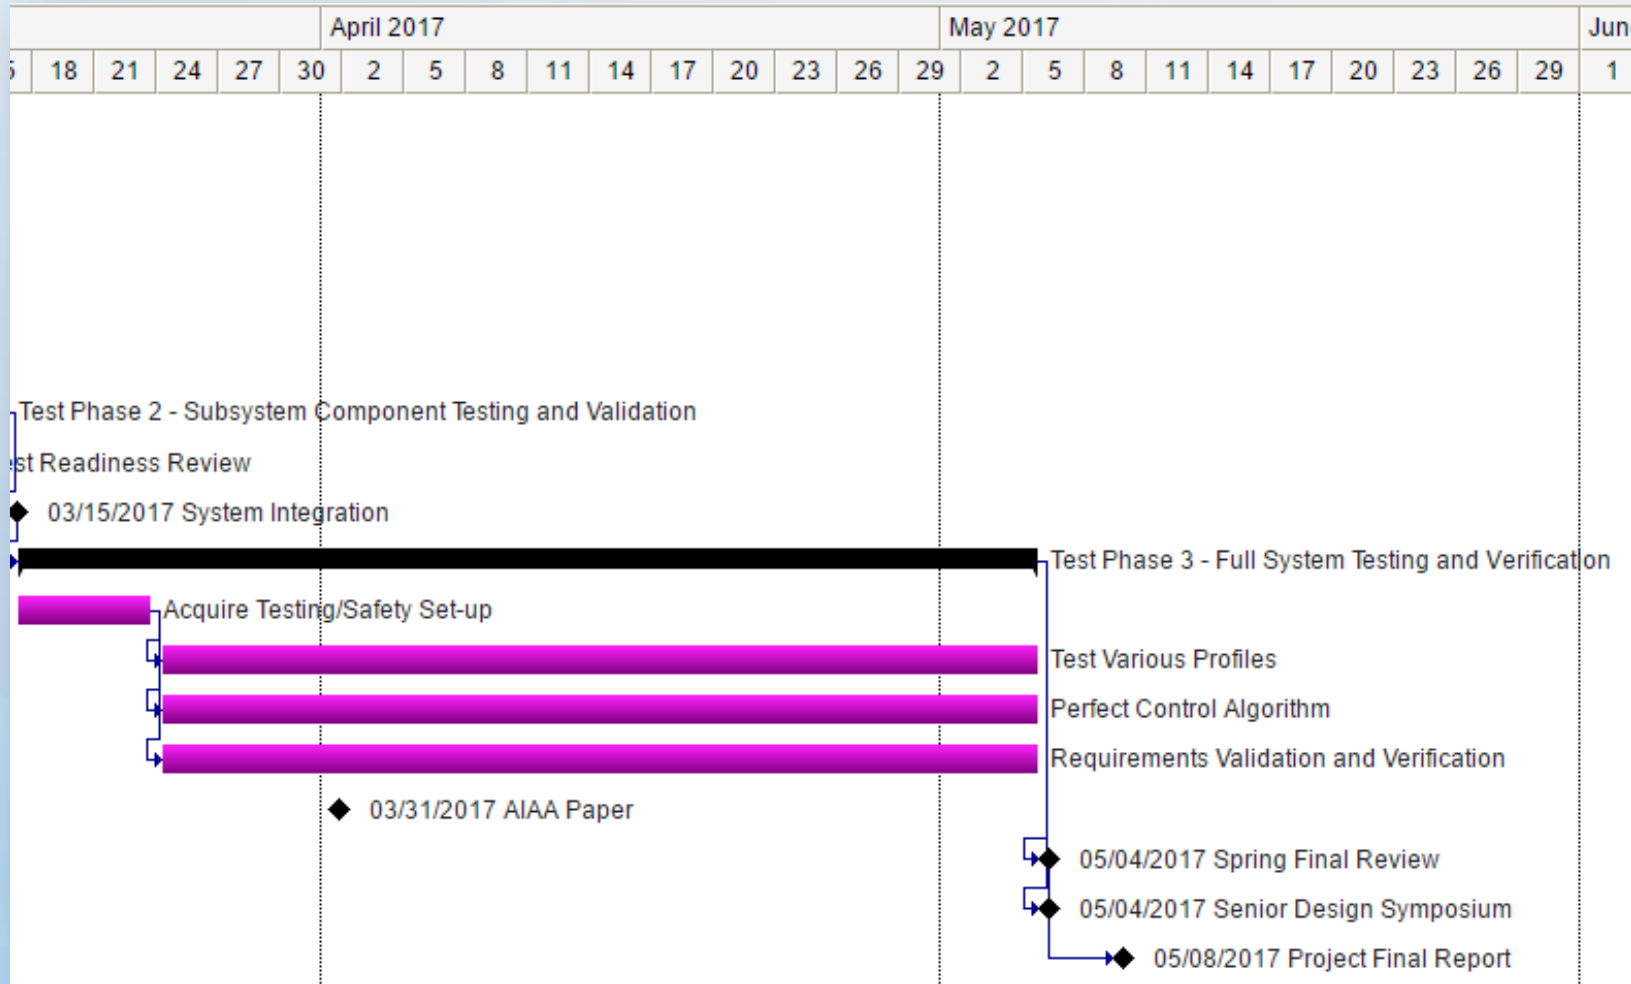 April 2017 May 2017 Jun
5 18 21 24 27 30 2 5 8 11 14 17 20 23 26 29 2 5 8 11 14 17 20 23 26 29 1
Test Phase 2 - Subsystem Component Testing and Validation
est Readiness Review
03/15/2017 System Integration
Test Phase 3 - Full System Testing and Verification
Acquire Testing/Safety Set-up
Test Various Profiles
Perfect Control Algorithm
Requirements Validation and Verification
03/31/2017 AIAA Paper
05/04/2017 Spring Final Review
05/04/2017 Senior Design Symposium
05/08/2017 Project Final Report